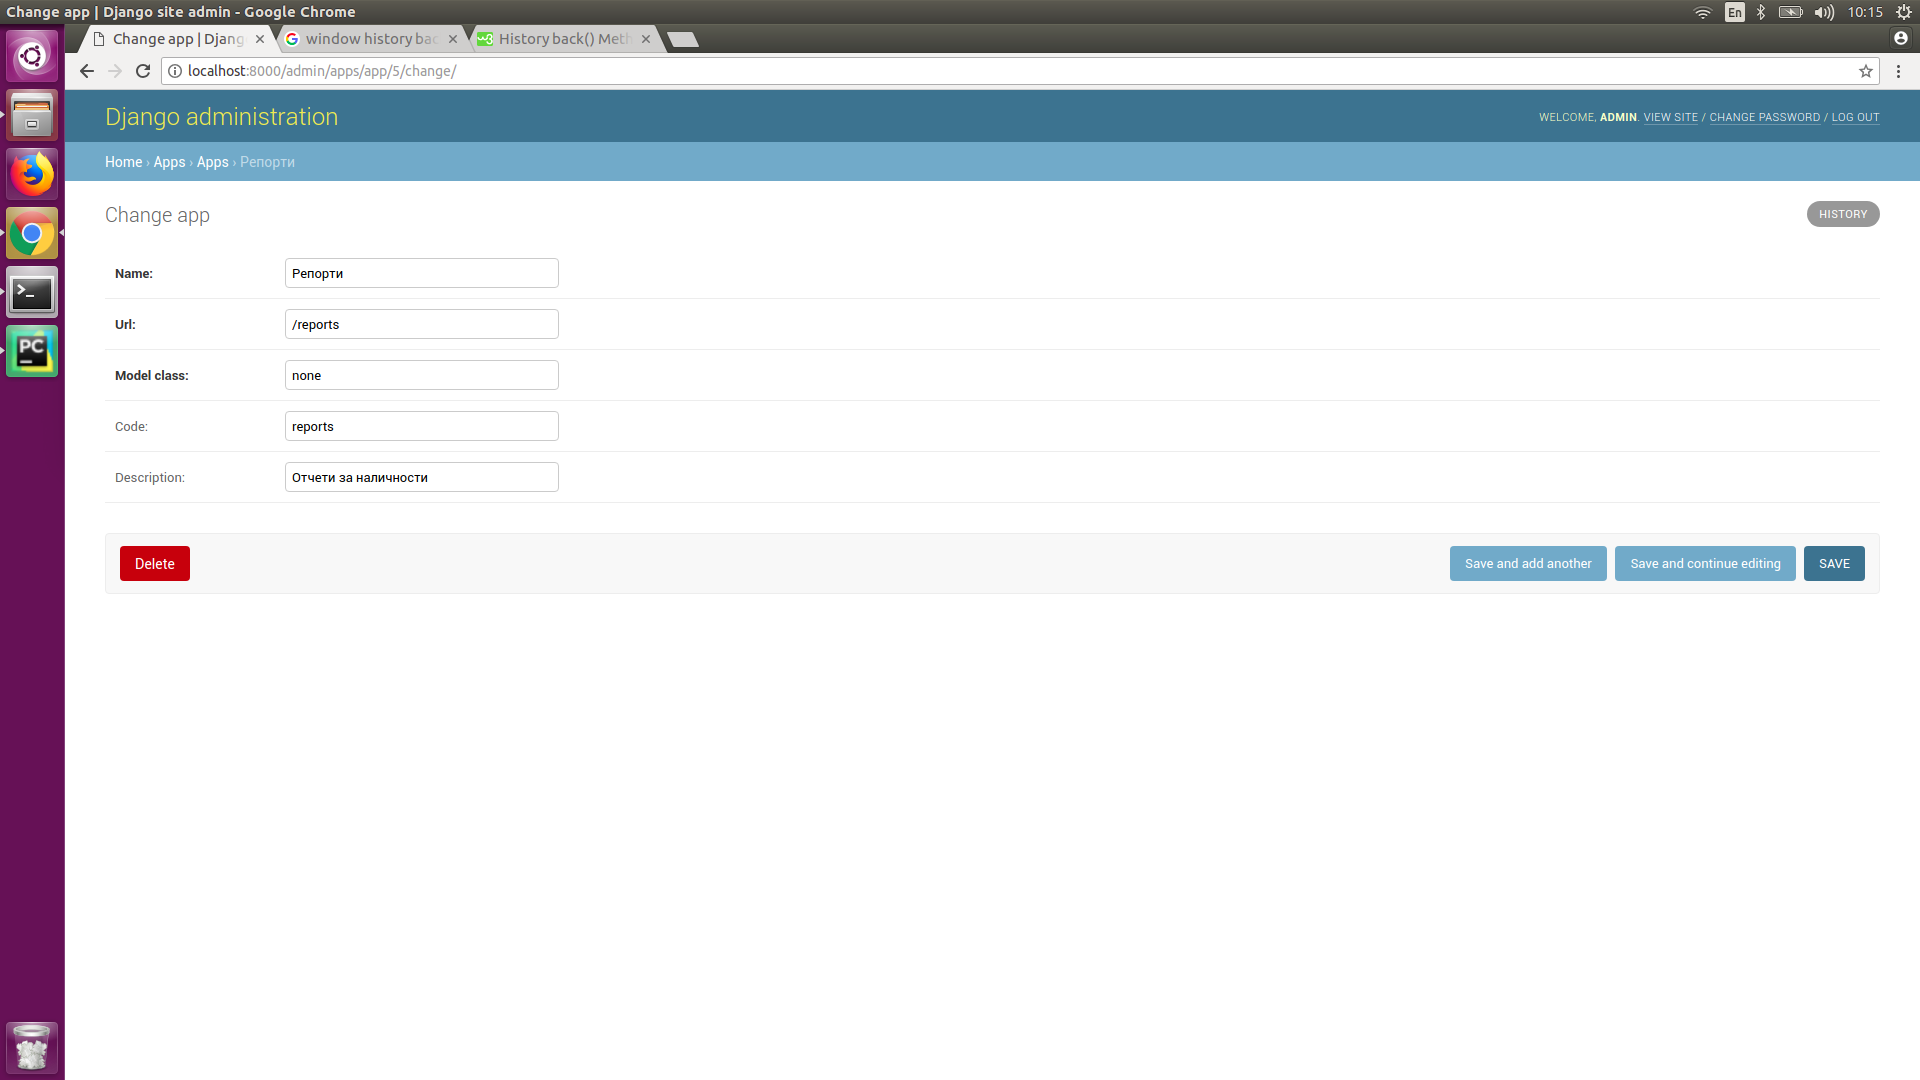 Change app | Django site admin - Google Chrome
En
10:15
Change app | Djang
window history bac
History back() Meth
localhost:8000/admin/apps/app/5/change/
Django administration
WELCOME, ADMIN. VIEW SITE / CHANGE PASSWORD / LOG OUT
Home › Apps › Apps › Репорти
Change app
HISTORY
Name:
Репорти
Url:
/reports
Model class:
none
Code:
reports
Description:
Отчети за наличности
Delete
Save and add another
Save and continue editing
SAVE
PC